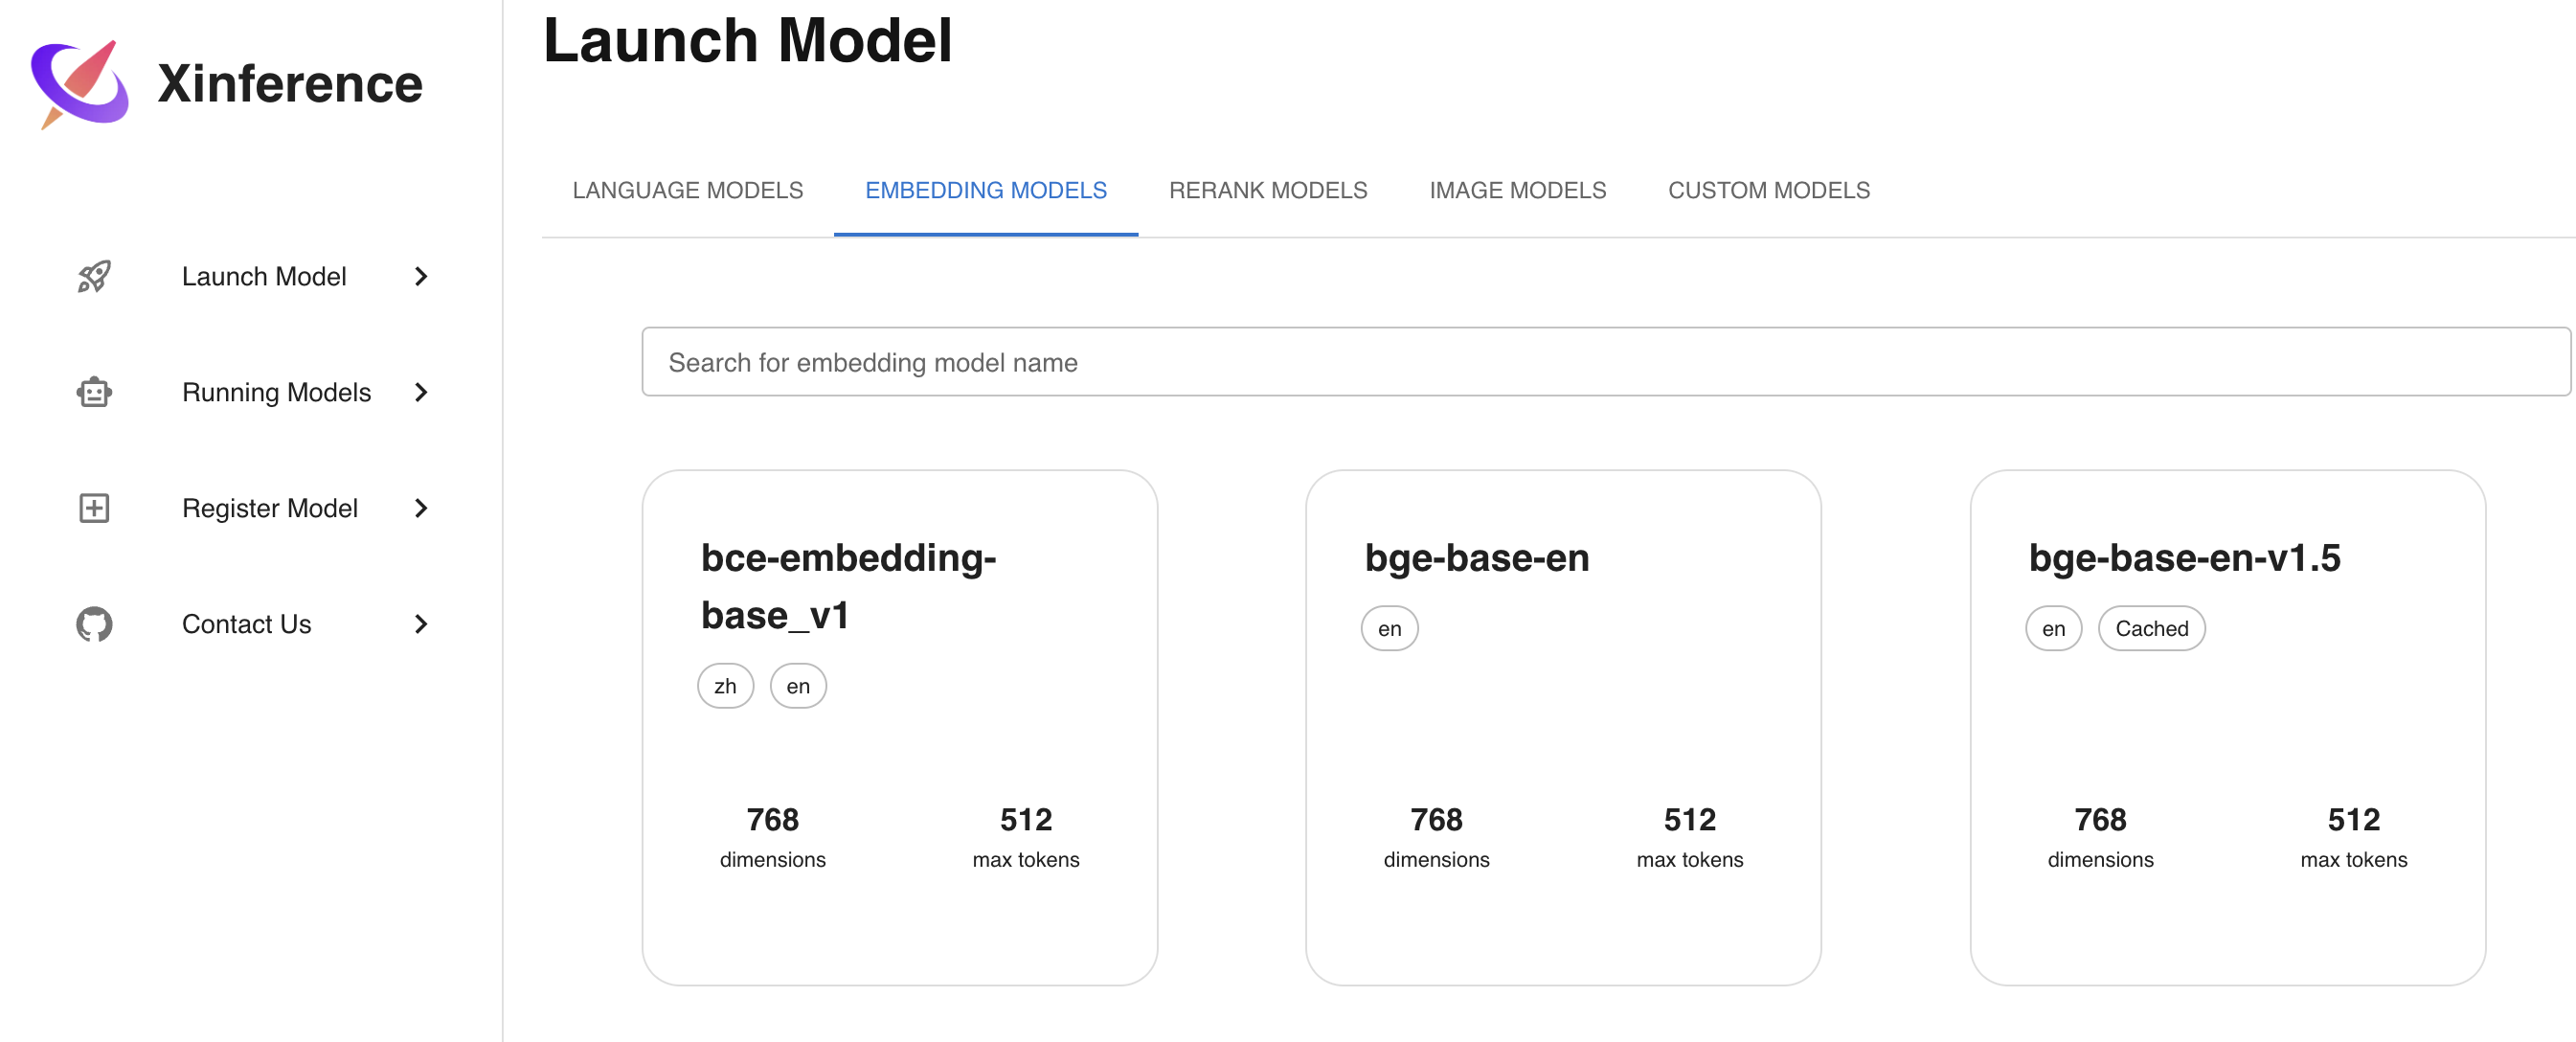 Xinference
Launch Model
Running Models
Register Model
Contact Us
Launch Model
LANGUAGE MODELS
EMBEDDING MODELS
RERANK MODELS
IMAGE MODELS
CUSTOM MODELS
Search for embedding model name
bce-embedding-
base_v1
zh
en
768
dimensions
512
max tokens
bge-base-en
en
768
dimensions
512
max tokens
bge-base-en-v1.5
en
Cached
768
dimensions
512
max tokens